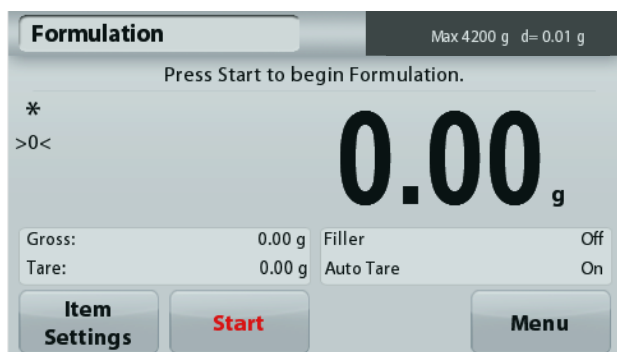 Formulation
Max 4200 g d= 0.01 g
Press Start to begin Formulation.
*
>0<
0.00 g
Gross: 0.00 g Filler Off
Tare: 0.00 g Auto Tare On
Item
Settings
Start
Menu